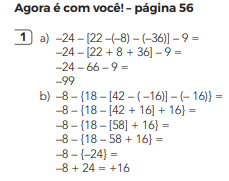 Agora é com você! – página 56
1 a) –24 – [22 –(–8) – (–36)] – 9 =
–24 – [22 + 8 + 36] – 9 =
–24 – 66 – 9 =
–99
b) –8 – {18 – [42 – ( –16)] – (– 16)} =
–8 – {18 – [42 + 16] + 16} =
–8 – {18 – [58] + 16} =
–8 – {18 – 58 + 16} =
–8 – {–24} =
–8 + 24 = +16